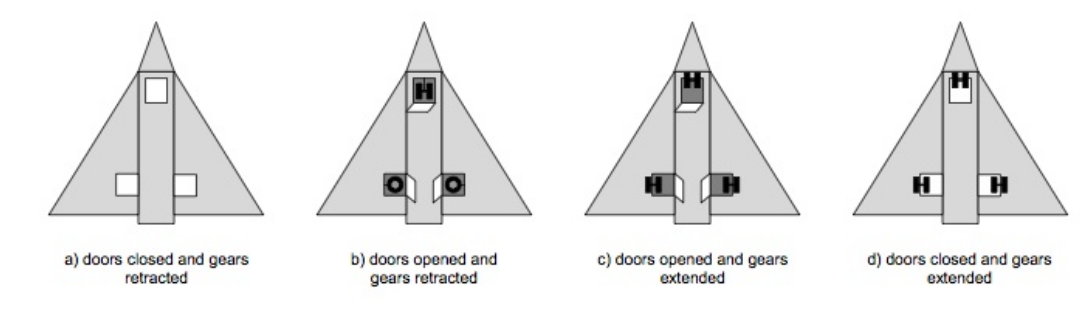 a) doors closed and gears
retracted
b) doors opened and
gears retracted
c) doors opened and gears
extended
d) doors closed and gears
extended